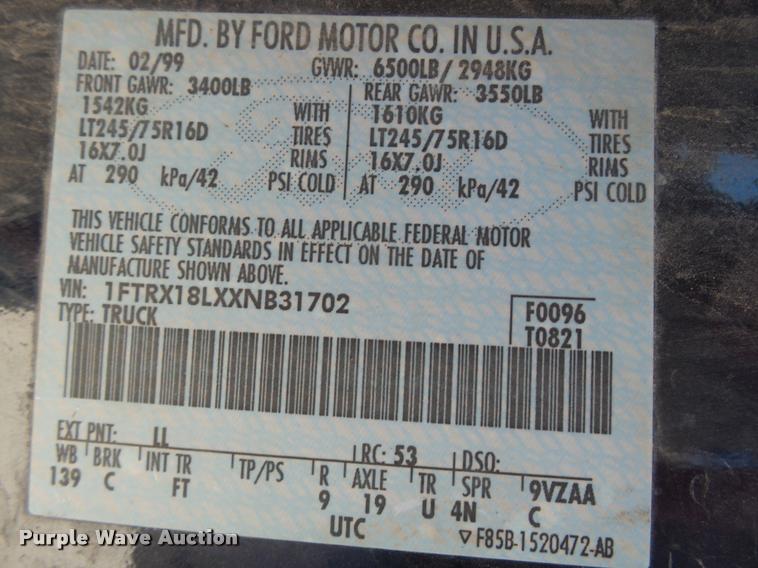 MFD. BY FORD MOTOR CO. IN U.S.A.
DATE: 02/99 GVWR: 6500LB/ 2948KG
FRONT GAWR: 3400LB REAR GAWR: 3550LB
1542KG WITH 1610KG WITH
LT245/75R16D TIRES LT245/75R16D TIRES
16X7.0J RIMS 16X7.0J RIMS
AT 290 kPa/42 PSI COLD AT 290 kPa/42 PSI COLD
THIS VEHICLE CONFORMS TO ALL APPLICABLE FEDERAL MOTOR
VEHICLE SAFETY STANDARDS IN EFFECT ON THE DATE OF
MANUFACTURE SHOWN ABOVE.
VIN: 1FTRX18LXXNB31702 F0096
TYPE: TRUCK T0821
EXT PNT: LL RC: 53 DSO:
WB BRK INT TR TP/PS R AXLE TR SPR 9VZAA
139 C FT 9 19 U 4N C
UTC ▽F85B-1520472-AB
Purple Wave Auction